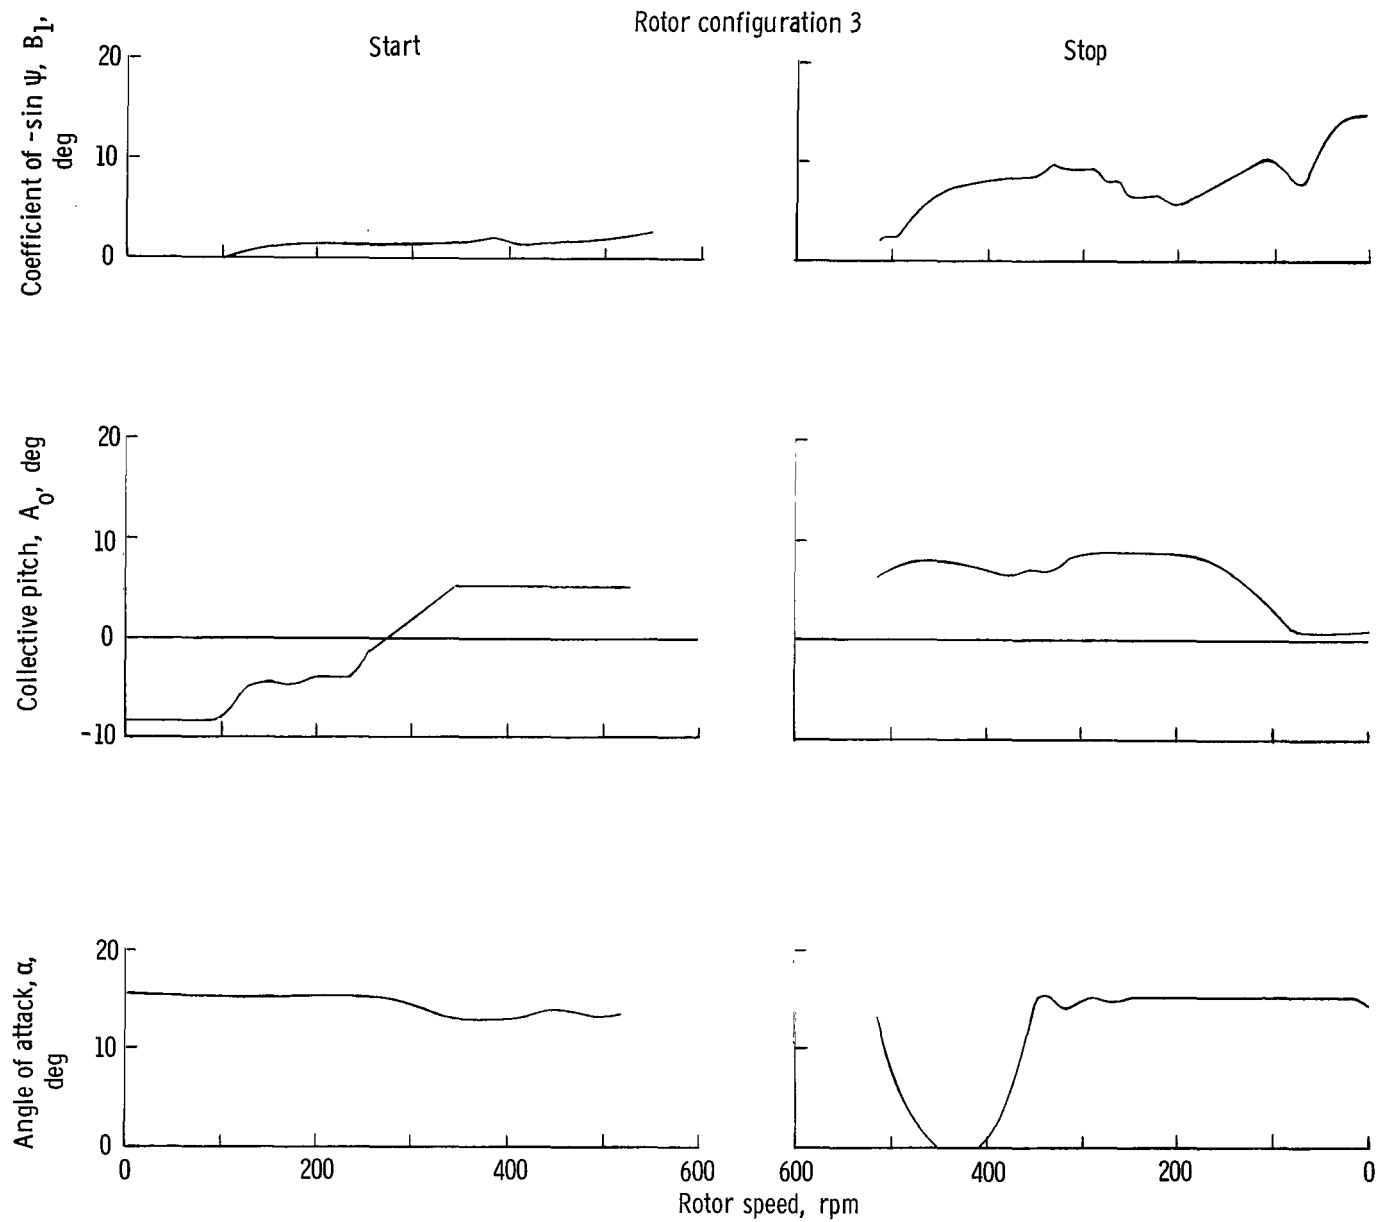 Rotor configuration 3
Start
Stop
Coefficient of -sin ψ, B1,
deg
20
10
0
Collective pitch, Ao, deg
20
10
0
-10
Angle of attack, α,
deg
20
10
0
0 200 400 600
600 400 200 0
Rotor speed, rpm